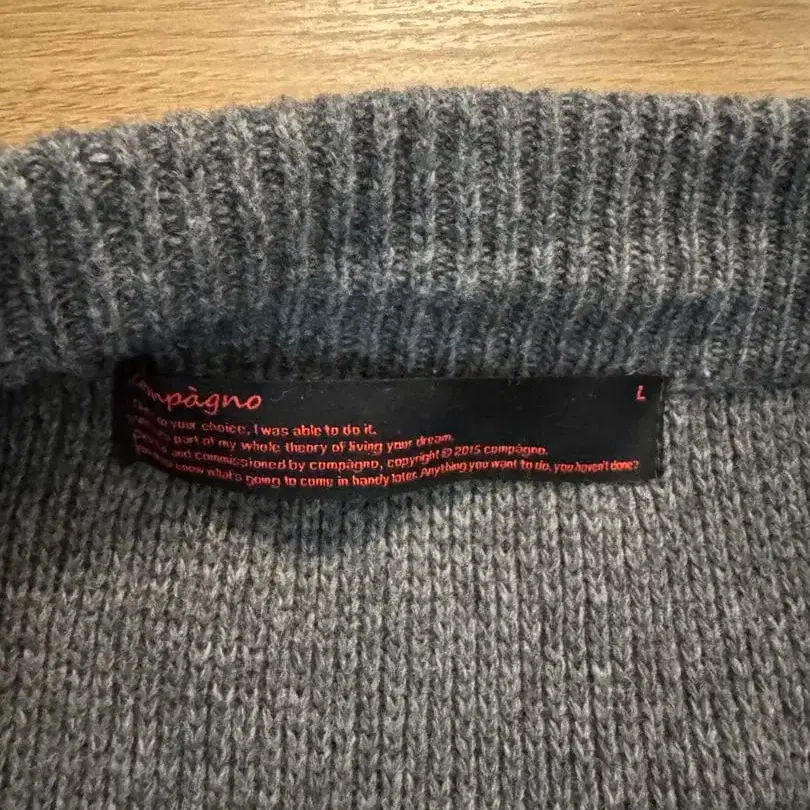 compàgno
L
to your choice, I was able to do it.
part of my whole theory of living your dream.
and commissioned by compàgno, copyright © 2015 compàgno.
know what's going to come in handy later. Anything you want to do, you haven't done?